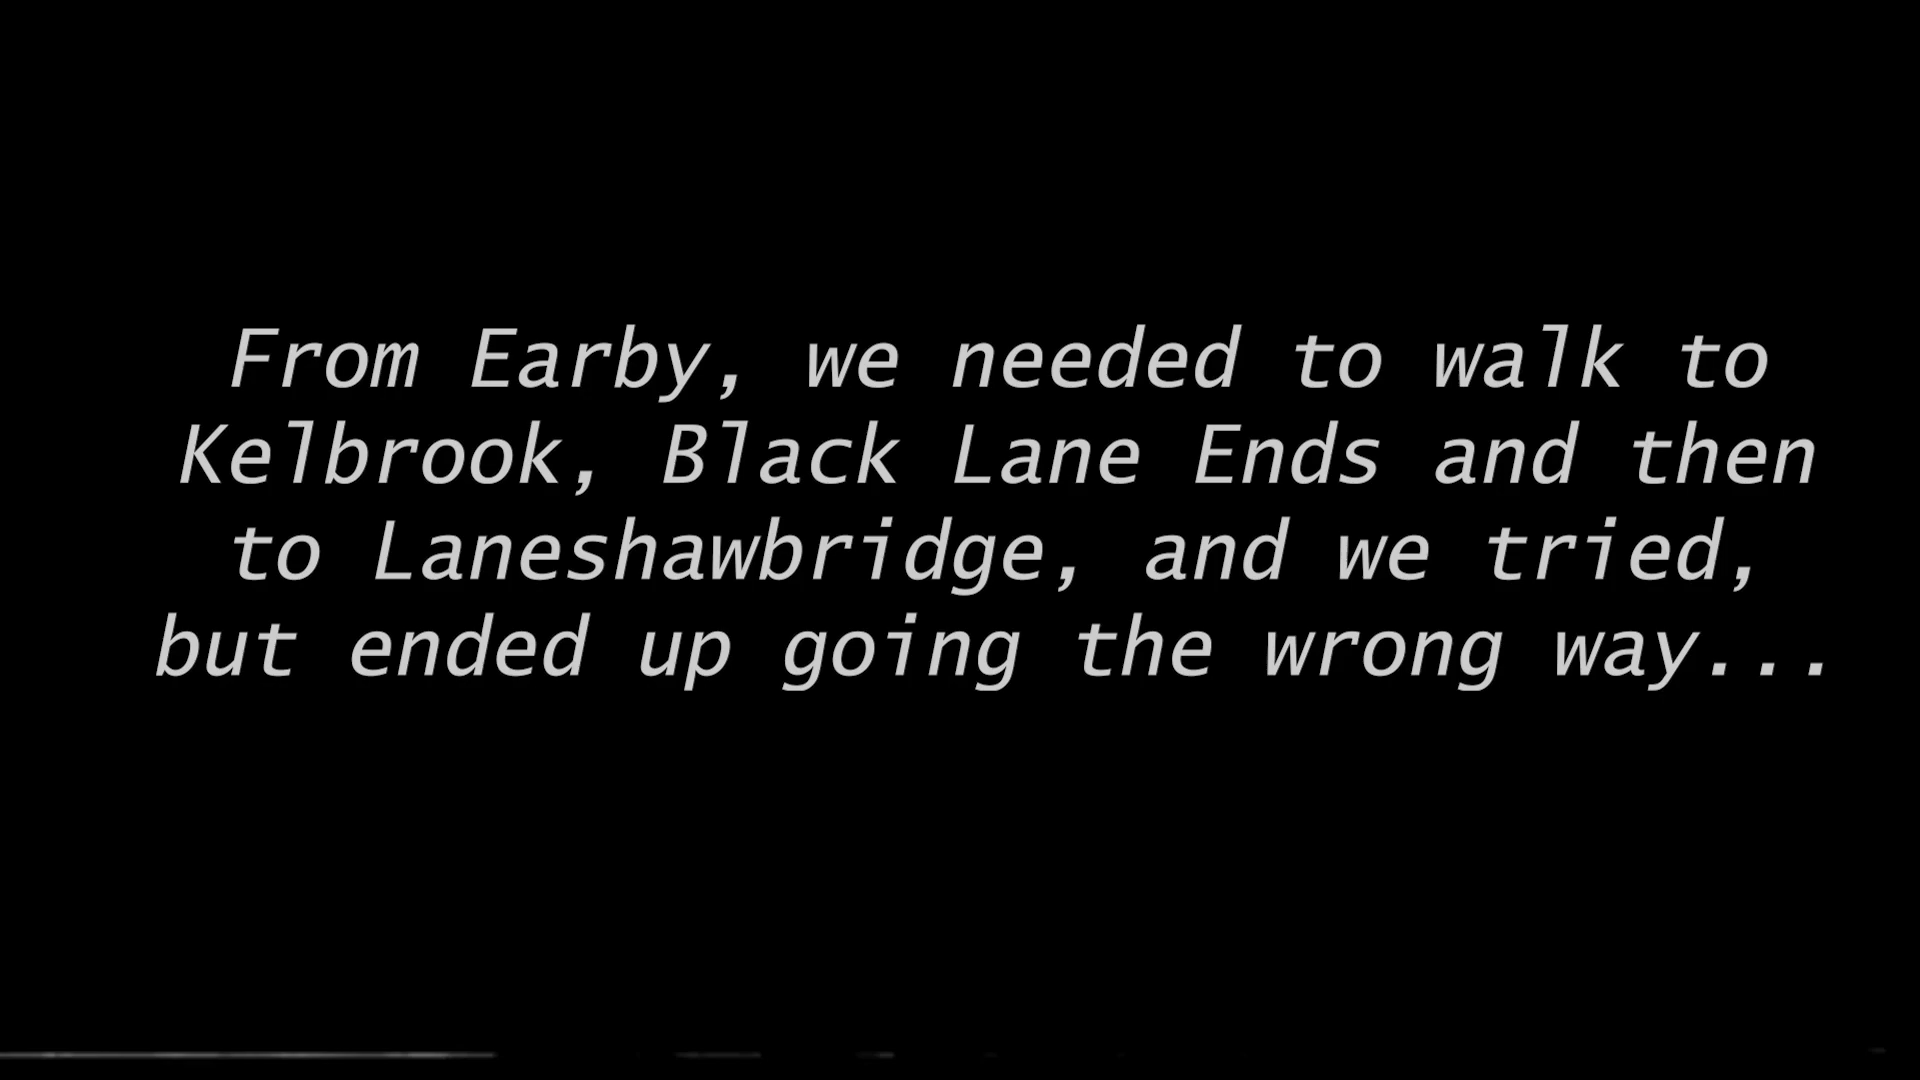 From Earby, we needed to walk to
Kelbrook, Black Lane Ends and then
to Laneshawbridge, and we tried,
but ended up going the wrong way...